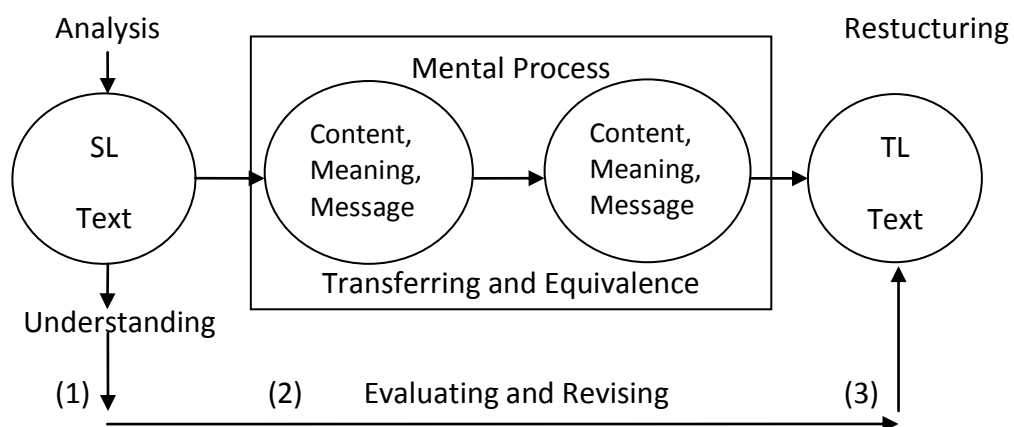 Analysis
Restucturing
Mental Process
SL
Text
Content,
Meaning,
Message
Content,
Meaning,
Message
TL
Text
Transferring and Equivalence
Understanding
(1)
(2)
Evaluating and Revising
(3)